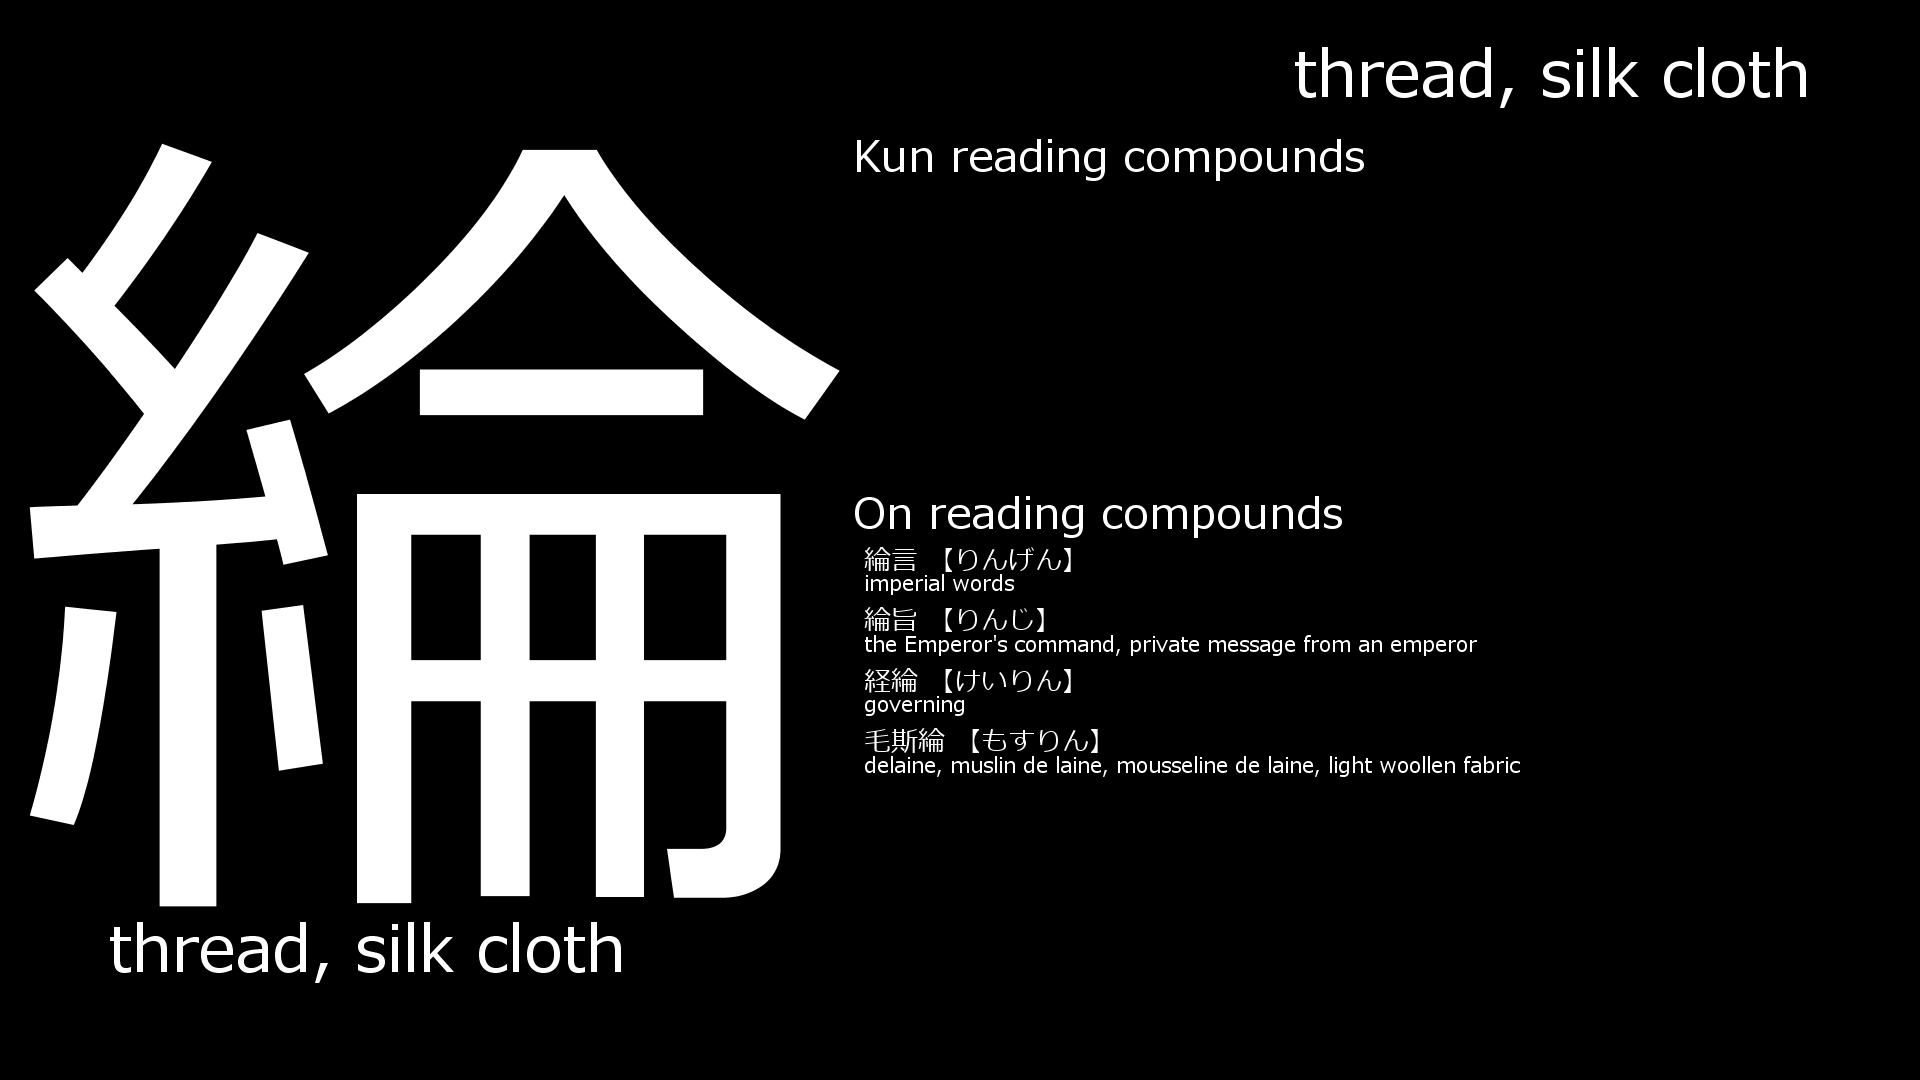 綸
thread, silk cloth
thread, silk cloth
Kun reading compounds
On reading compounds
綸言 【りんげん】
imperial words
綸旨 【りんじ】
the Emperor's command, private message from an emperor
経綸 【けいりん】
governing
毛斯綸 【もすりん】
delaine, muslin de laine, mousseline de laine, light woollen fabric